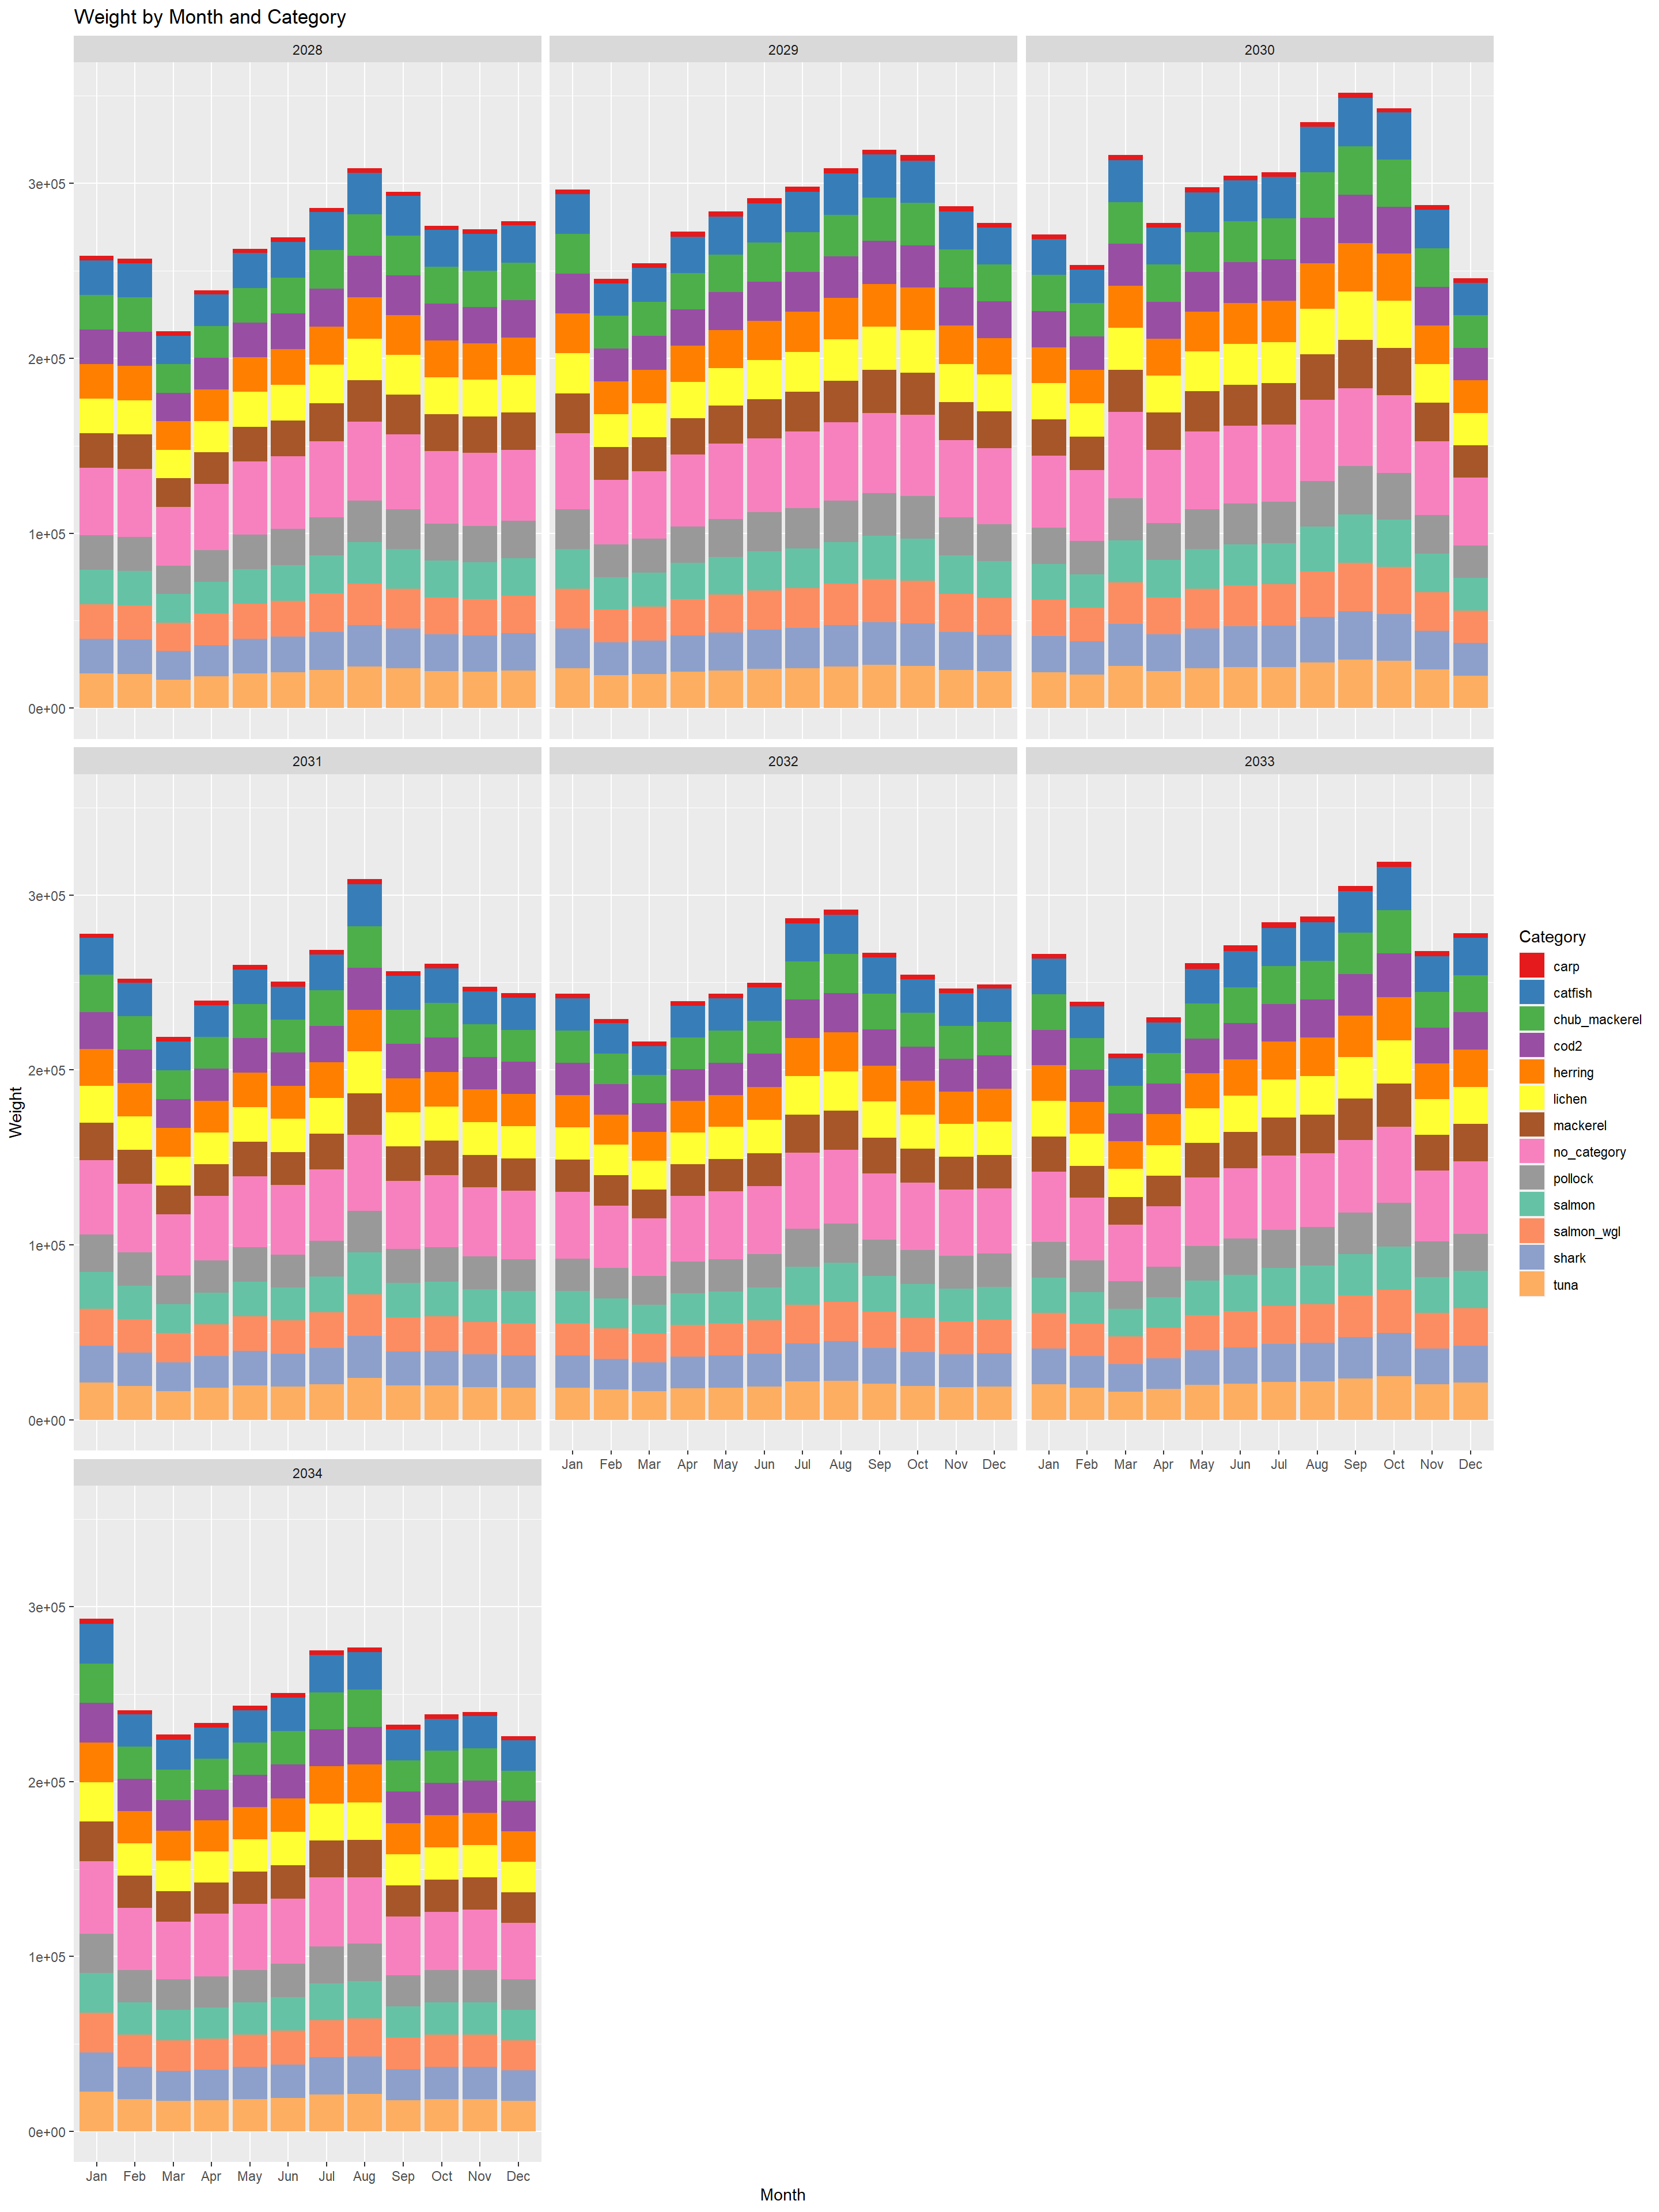 Weight by Month and Category
2028 2029 2030
3e+05
2e+05
1e+05
0e+00
2031 2032 2033
3e+05
2e+05
1e+05
0e+00
Jan Feb Mar Apr May Jun Jul Aug Sep Oct Nov Dec Jan Feb Mar Apr May Jun Jul Aug Sep Oct Nov Dec
2034
3e+05
2e+05
1e+05
0e+00
Jan Feb Mar Apr May Jun Jul Aug Sep Oct Nov Dec
Month
Weight
Category
carp
catfish
chub_mackerel
cod2
herring
lichen
mackerel
no_category
pollock
salmon
salmon_wgl
shark
tuna